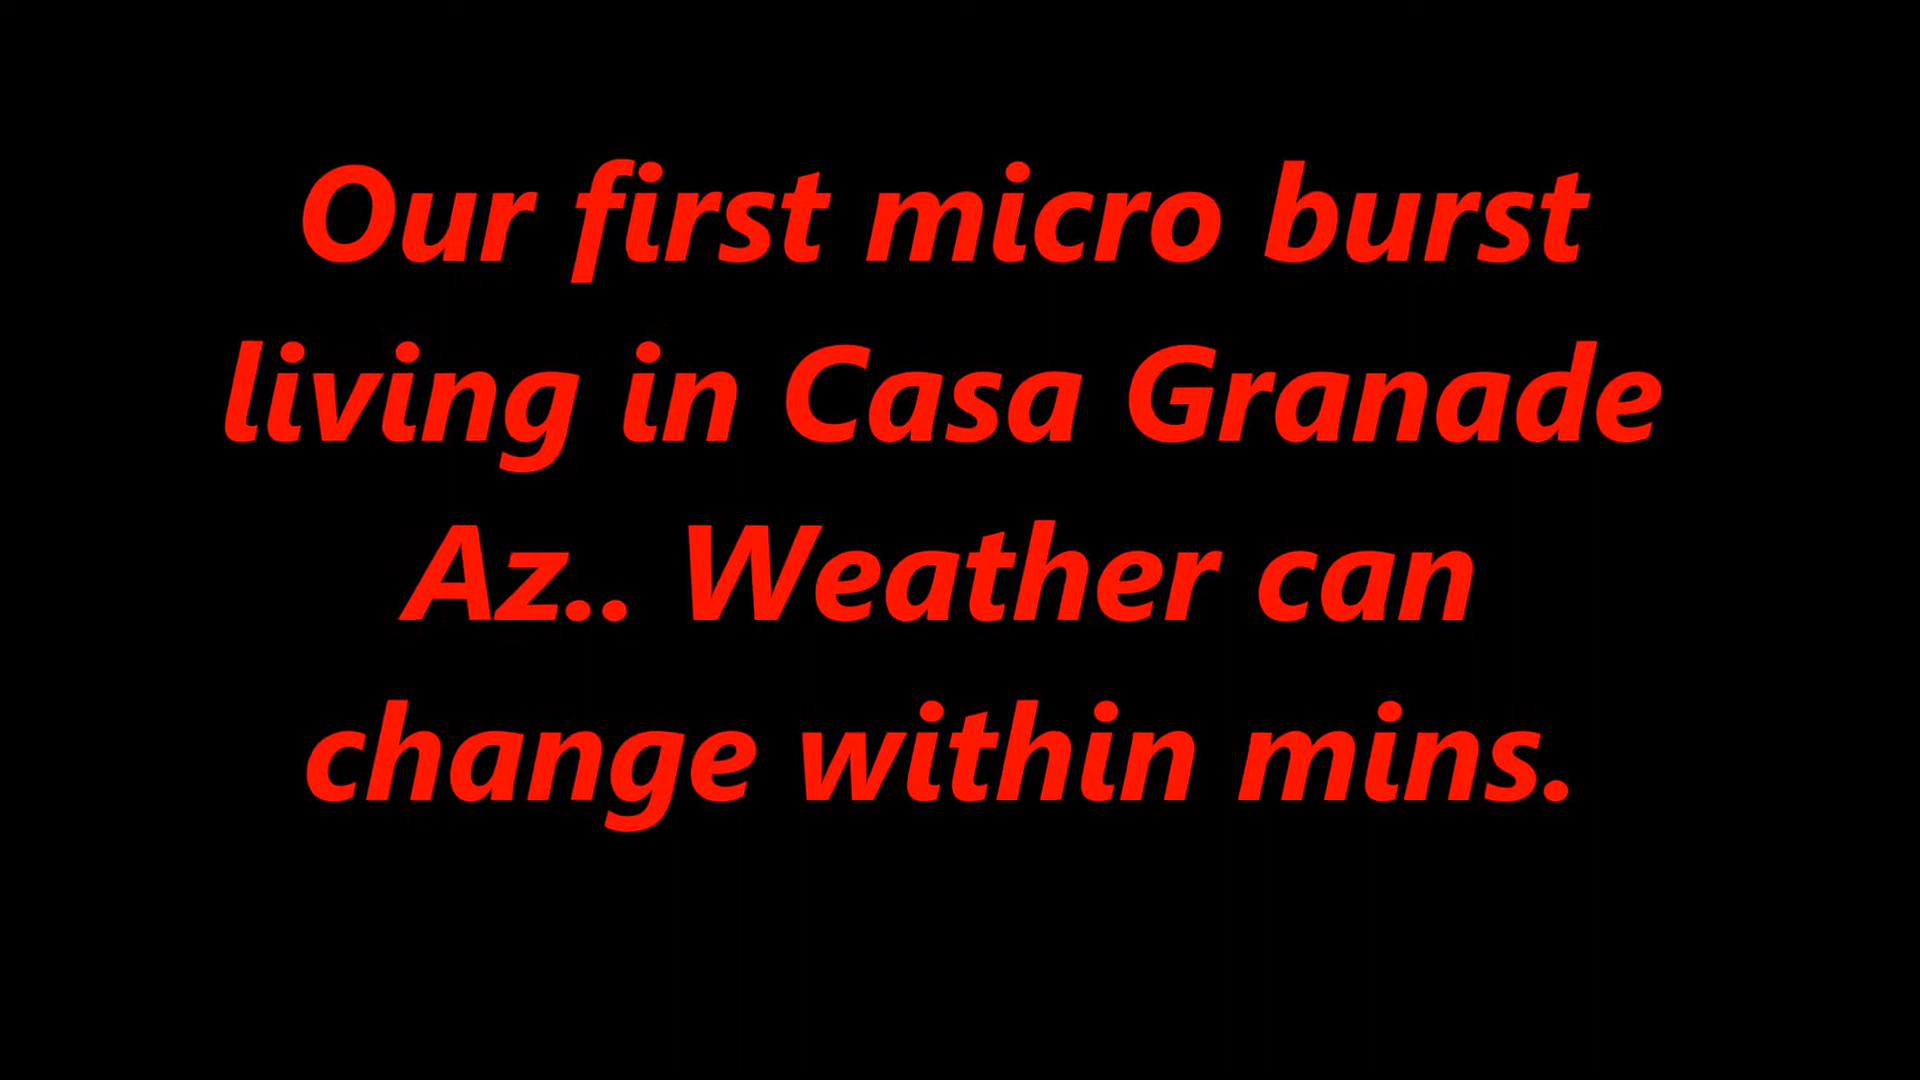 Our first micro burst
living in Casa Granade
Az.. Weather can
change within mins.